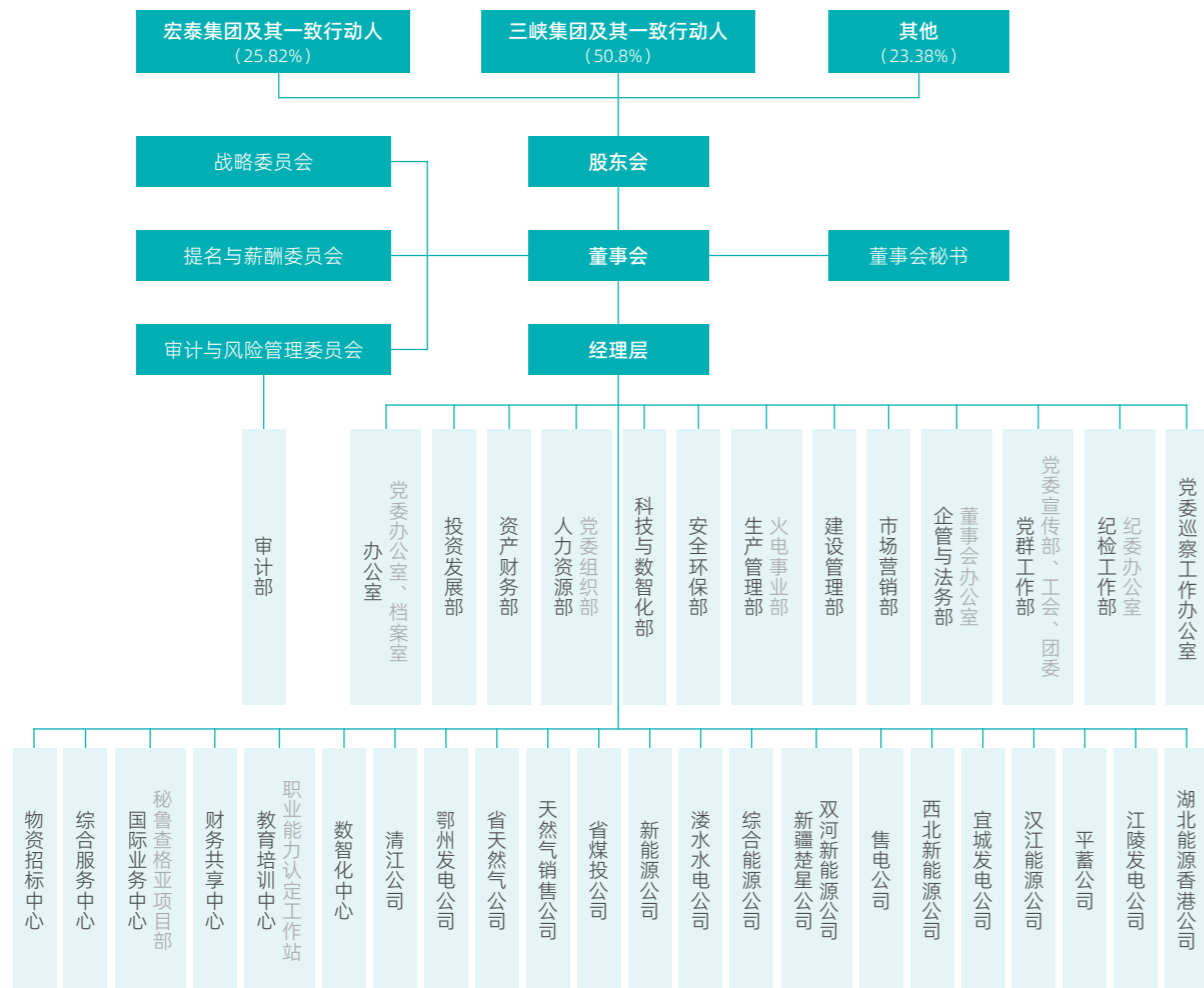 宏泰集团及其一致行动人
（25.82%）
三峡集团及其一致行动人
（50.8%）
其他
（23.38%）
战略委员会
股东会
提名与薪酬委员会
董事会
董事会秘书
审计与风险管理委员会
经理层
审计部
办公室
党委办公室、档案室
投资发展部
资产财务部
人力资源部
党委组织部
科技与数智化部
安全环保部
生产管理部
火电事业部
建设管理部
市场营销部
企管与法务部
董事会办公室
党群工作部
党委宣传部、工会、团委
纪检工作部
纪委办公室
党委巡察工作办公室
物资招标中心
综合服务中心
国际业务中心
秘鲁查格亚项目部
财务共享中心
教育培训中心
职业能力认定工作站
数智化中心
清江公司
鄂州发电公司
省天然气公司
天然气销售公司
省煤投公司
新能源公司
溇水水电公司
综合能源公司
新疆楚星公司
双河新能源公司
售电公司
西北新能源公司
宜城发电公司
汉江能源公司
平蓄公司
江陵发电公司
湖北能源香港公司